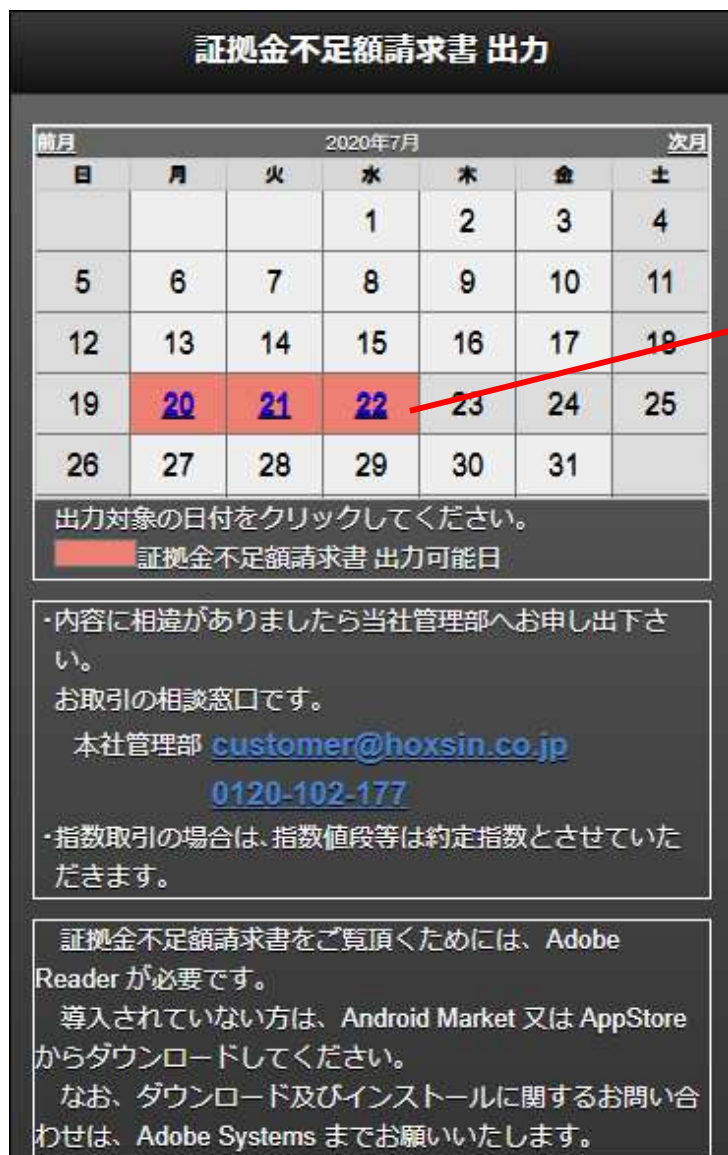 証拠金不足額請求書 出力
前月 2020年7月 次月
日 月 火 水 木 金 土
1 2 3 4
5 6 7 8 9 10 11
12 13 14 15 16 17 18
19 20 21 22 23 24 25
26 27 28 29 30 31
出力対象の日付をクリックしてください。
証拠金不足額請求書 出力可能日
・内容に相違がありましたら当社管理部へお申し出下さ
い。
お取引の相談窓口です。
本社管理部 customer@hoxsin.co.jp
0120-102-177
・指数取引の場合は、指数値段等は約定指数とさせていた
だきます。
証拠金不足額請求書をご覧頂くためには、Adobe
Reader が必要です。
導入されていない方は、Android Market 又は AppStore
からダウンロードしてください。
なお、ダウンロード及びインストールに関するお問い合
わせは、Adobe Systems までお願いいたします。